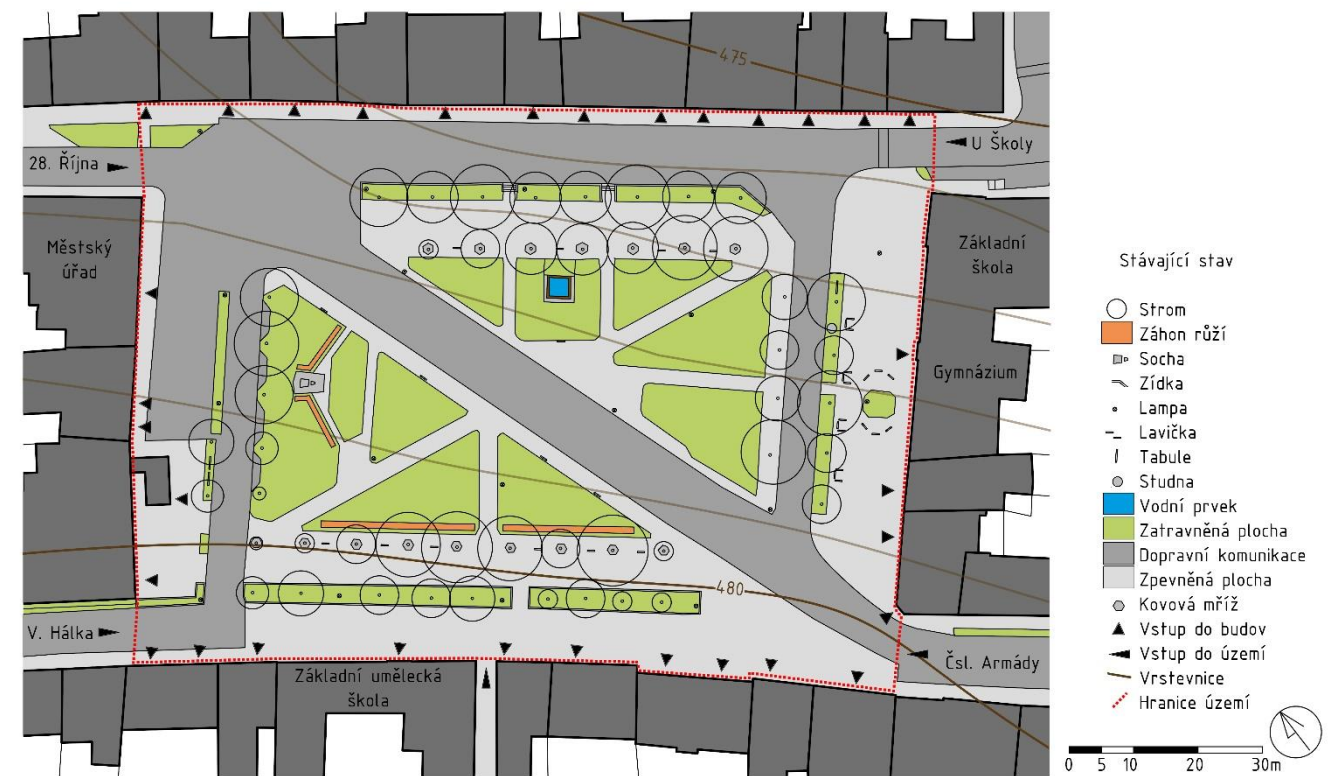 475
28. Října
U Školy
Městský
úřad
Základní
škola
Gymnázium
480
V. Hálka
Čsl. Armády
Základní umělecká
škola
Stávající stav
Strom
Záhon růží
Socha
Zídka
Lampa
Lavička
Tabule
Studna
Vodní prvek
Zatravněná plocha
Dopravní komunikace
Zpevněná plocha
Kovová mříž
Vstup do budov
Vstup do území
Vrstevnice
Hranice území
0 5 10 20 30m